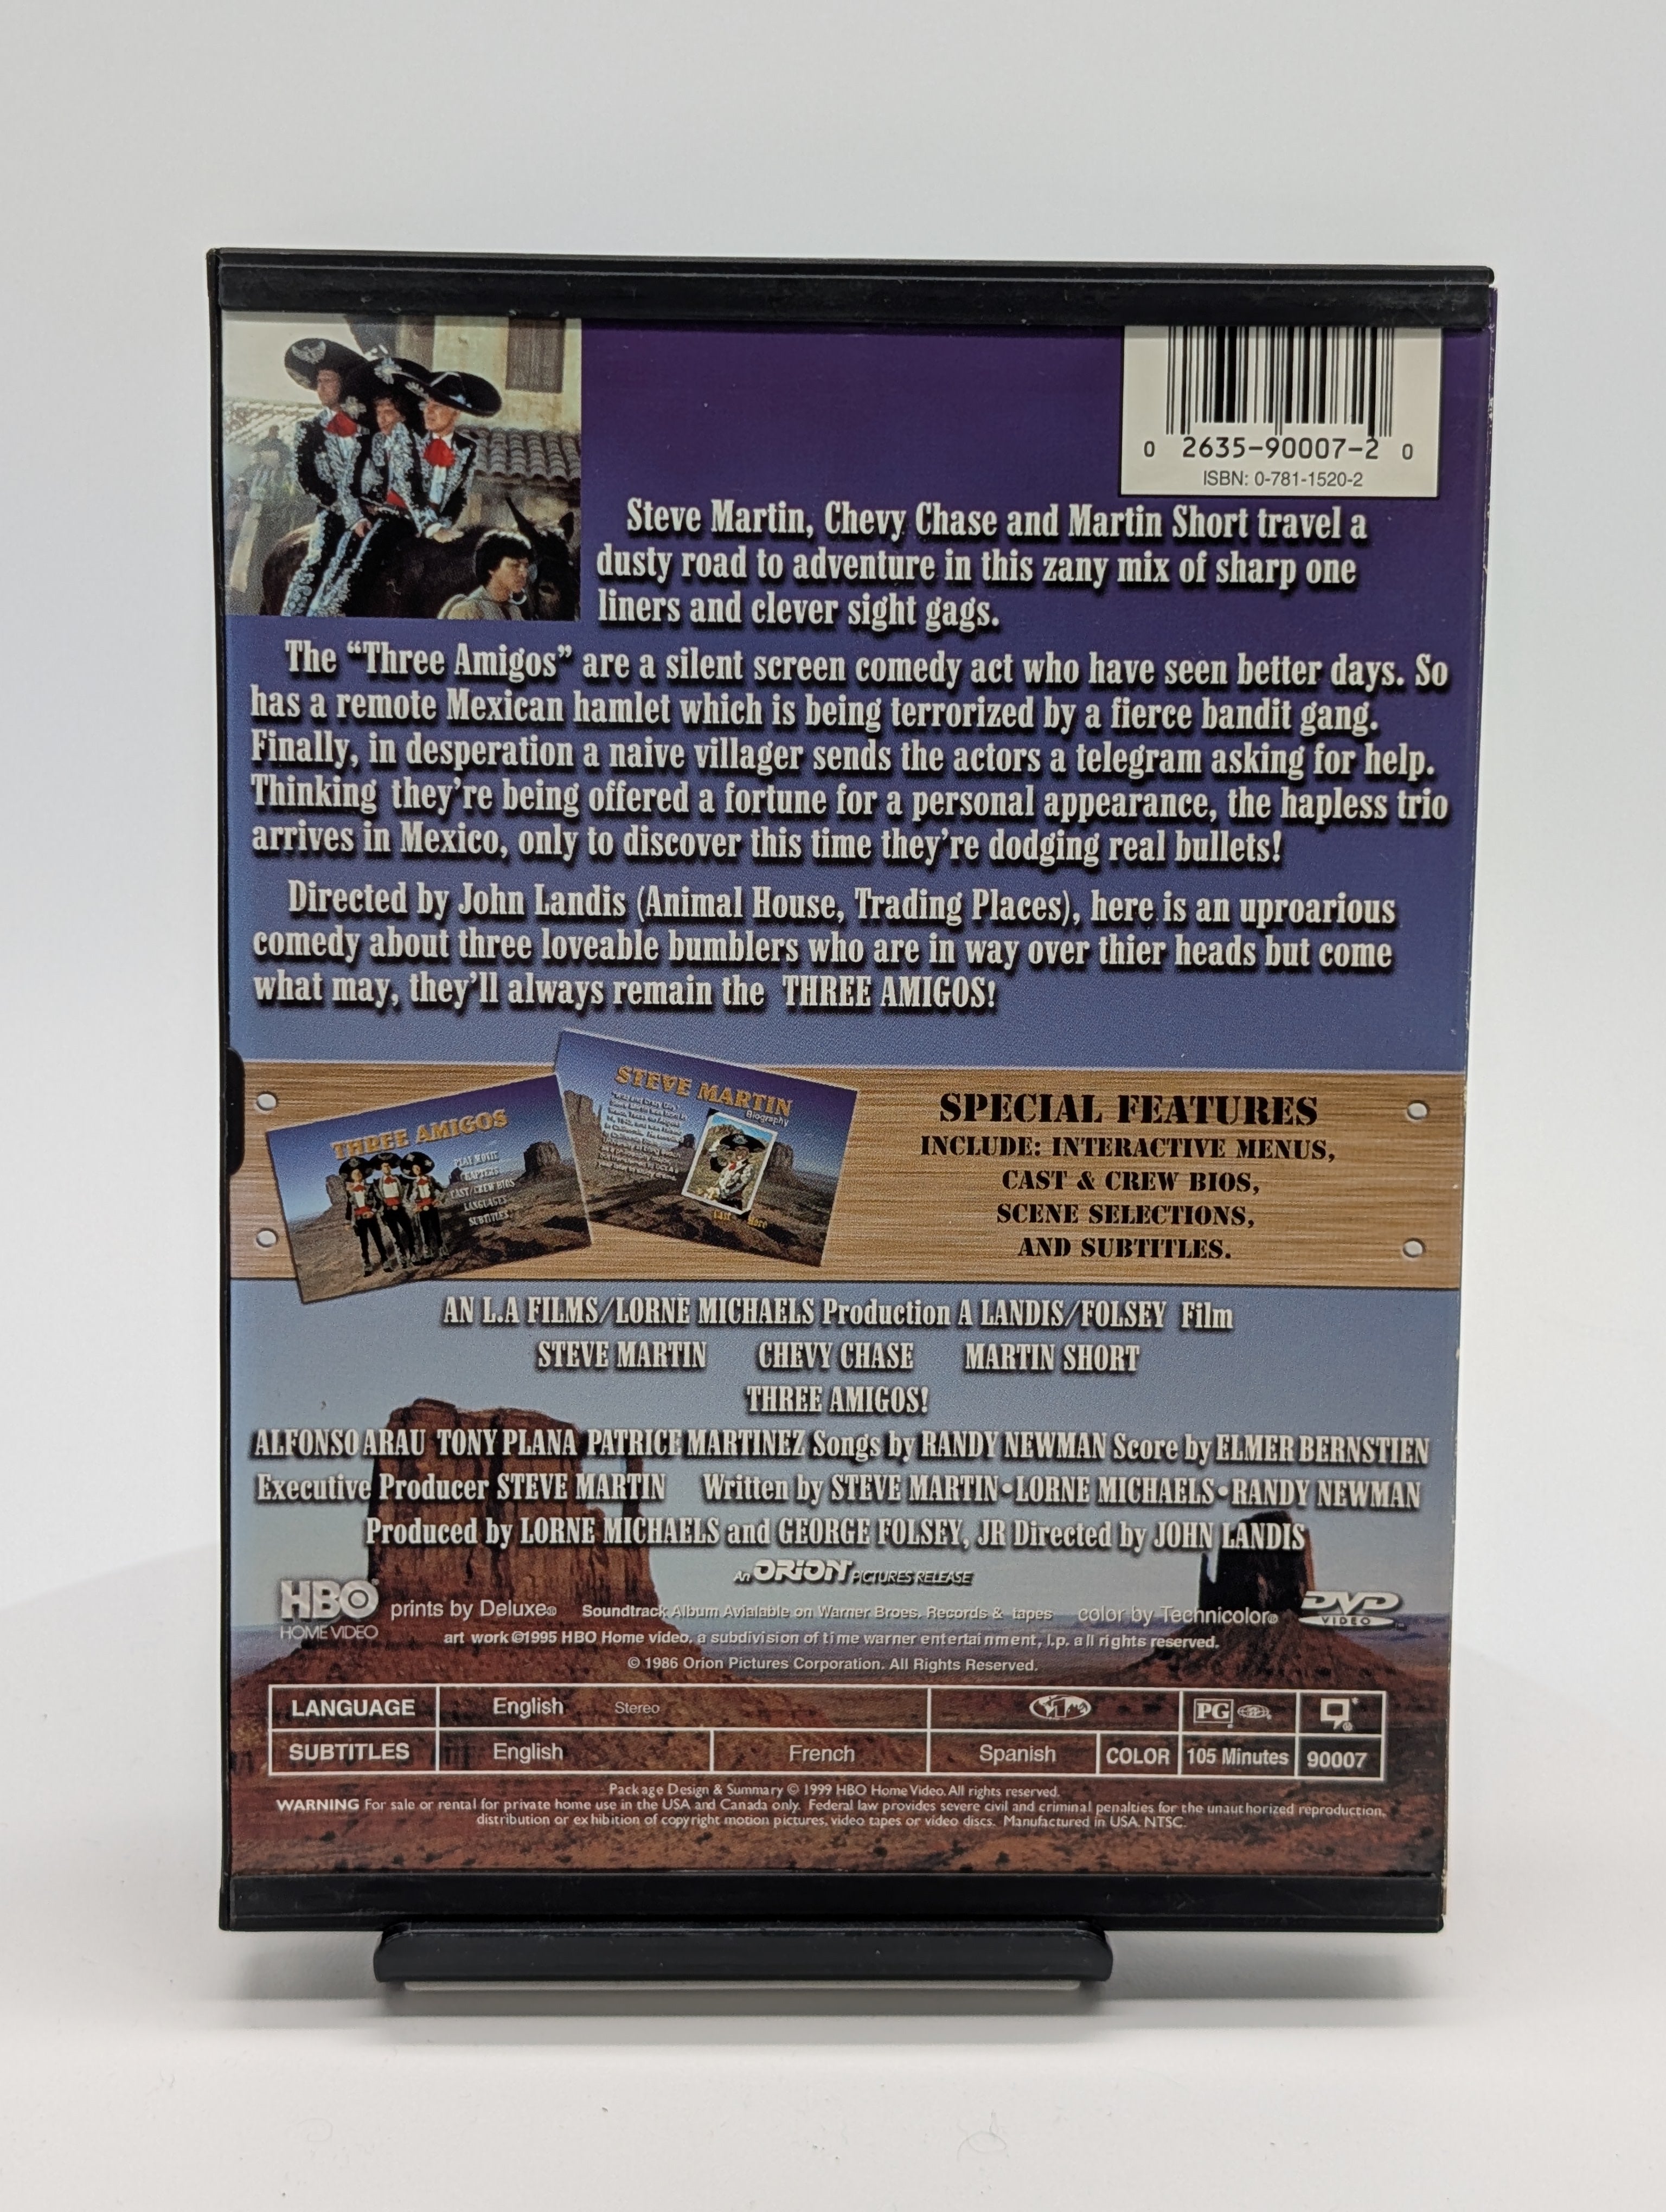 0 2635-90007-2 0
ISBN: 0-781-1520-2
Steve Martin, Chevy Chase and Martin Short travel a
dusty road to adventure in this zany mix of sharp one
liners and clever sight gags.
The “Three Amigos” are a silent screen comedy act who have seen better days. So
has a remote Mexican hamlet which is being terrorized by a fierce bandit gang.
Finally, in desperation a naive villager sends the actors a telegram asking for help.
Thinking they’re being offered a fortune for a personal appearance, the hapless trio
arrives in Mexico, only to discover this time they’re dodging real bullets!
Directed by John Landis (Animal House, Trading Places), here is an uproarious
comedy about three loveable bumblers who are in way over thier heads but come
what may, they’ll always remain the THREE AMIGOS!
THREE AMIGOS
PLAY MOVIE
CHAPTERS
CAST/CREW BIOS
LANGUAGES
SUBTITLES
STEVE MARTIN
Biography
SPECIAL FEATURES
INCLUDE: INTERACTIVE MENUS,
CAST & CREW BIOS,
SCENE SELECTIONS,
AND SUBTITLES.
AN L.A FILMS/LORNE MICHAELS Production A LANDIS/FOLSEY Film
STEVE MARTIN CHEVY CHASE MARTIN SHORT
THREE AMIGOS!
ALFONSO ARAU TONY PLANA PATRICE MARTINEZ Songs by RANDY NEWMAN Score by ELMER BERNSTIEN
Executive Producer STEVE MARTIN Written by STEVE MARTIN•LORNE MICHAELS•RANDY NEWMAN
Produced by LORNE MICHAELS and GEORGE FOLSEY, JR Directed by JOHN LANDIS
An ORION PICTURES RELEASE
HBO HOME VIDEO
prints by Deluxe® Soundtrack Album Avialable on Warner Broes. Records & tapes color by Technicolor®
DVD VIDEO
art work ©1995 HBO Home video, a subdivision of time warner entertainment, l.p. all rights reserved.
© 1986 Orion Pictures Corporation. All Rights Reserved.
LANGUAGE English Stereo 1 PG
SUBTITLES English French Spanish COLOR 105 Minutes 90007
Package Design & Summary © 1999 HBO Home Video. All rights reserved.
WARNING For sale or rental for private home use in the USA and Canada only. Federal law provides severe civil and criminal penalties for the unauthorized reproduction,
distribution or exhibition of copyright motion pictures, video tapes or video discs. Manufactured in USA. NTSC.